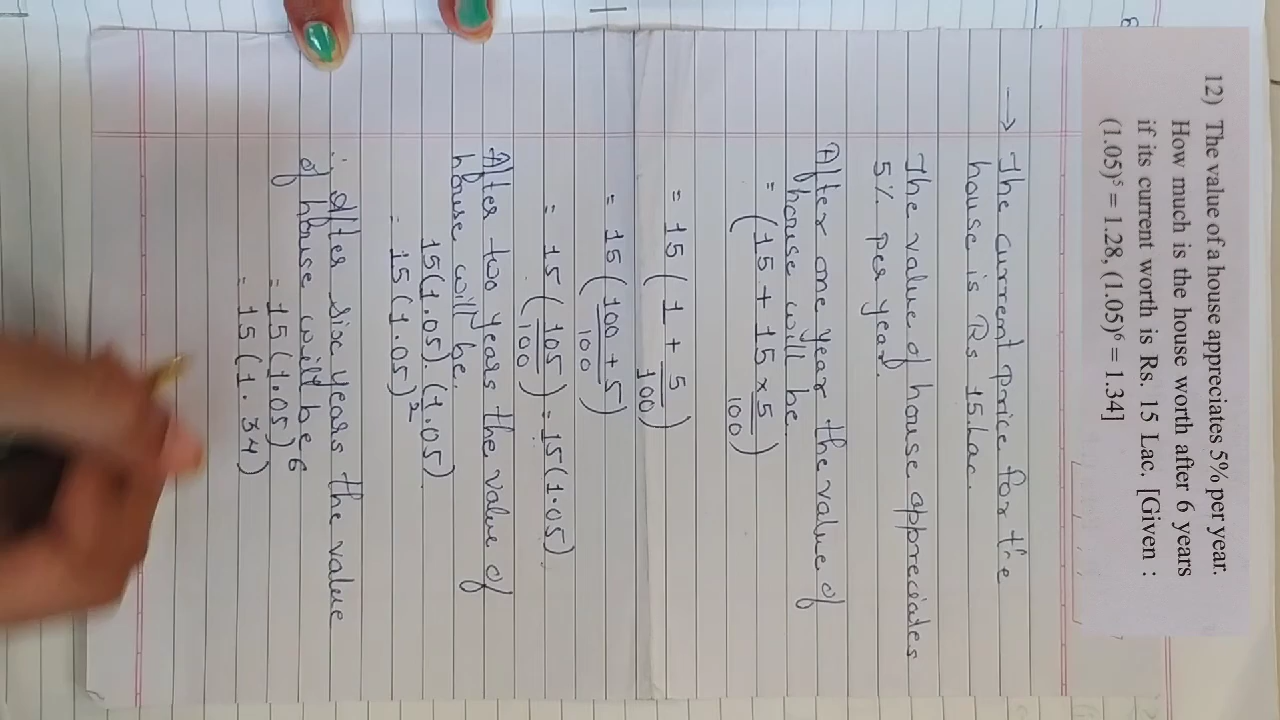 12) The value of a house appreciates 5% per year.
How much is the house worth after 6 years
if its current worth is Rs. 15 Lac. [Given :
(1.05)⁵ = 1.28, (1.05)⁶ = 1.34]
→ The current price for the
house is Rs 15 Lac.
The value of house appreciates
5% per year.
After one year the value of
house will be
= (15 + 15 × 5/100)
= 15 (1 + 5/100)
= 15 (100 + 5/100)
= 15 (105/100) = 15(1.05)
After two years the value of
house will be.
15(1.05).(1.05)
= 15 (1.05)²
∴ After six years the value
of house will be
= 15 (1.05)⁶
= 15 (1.34)